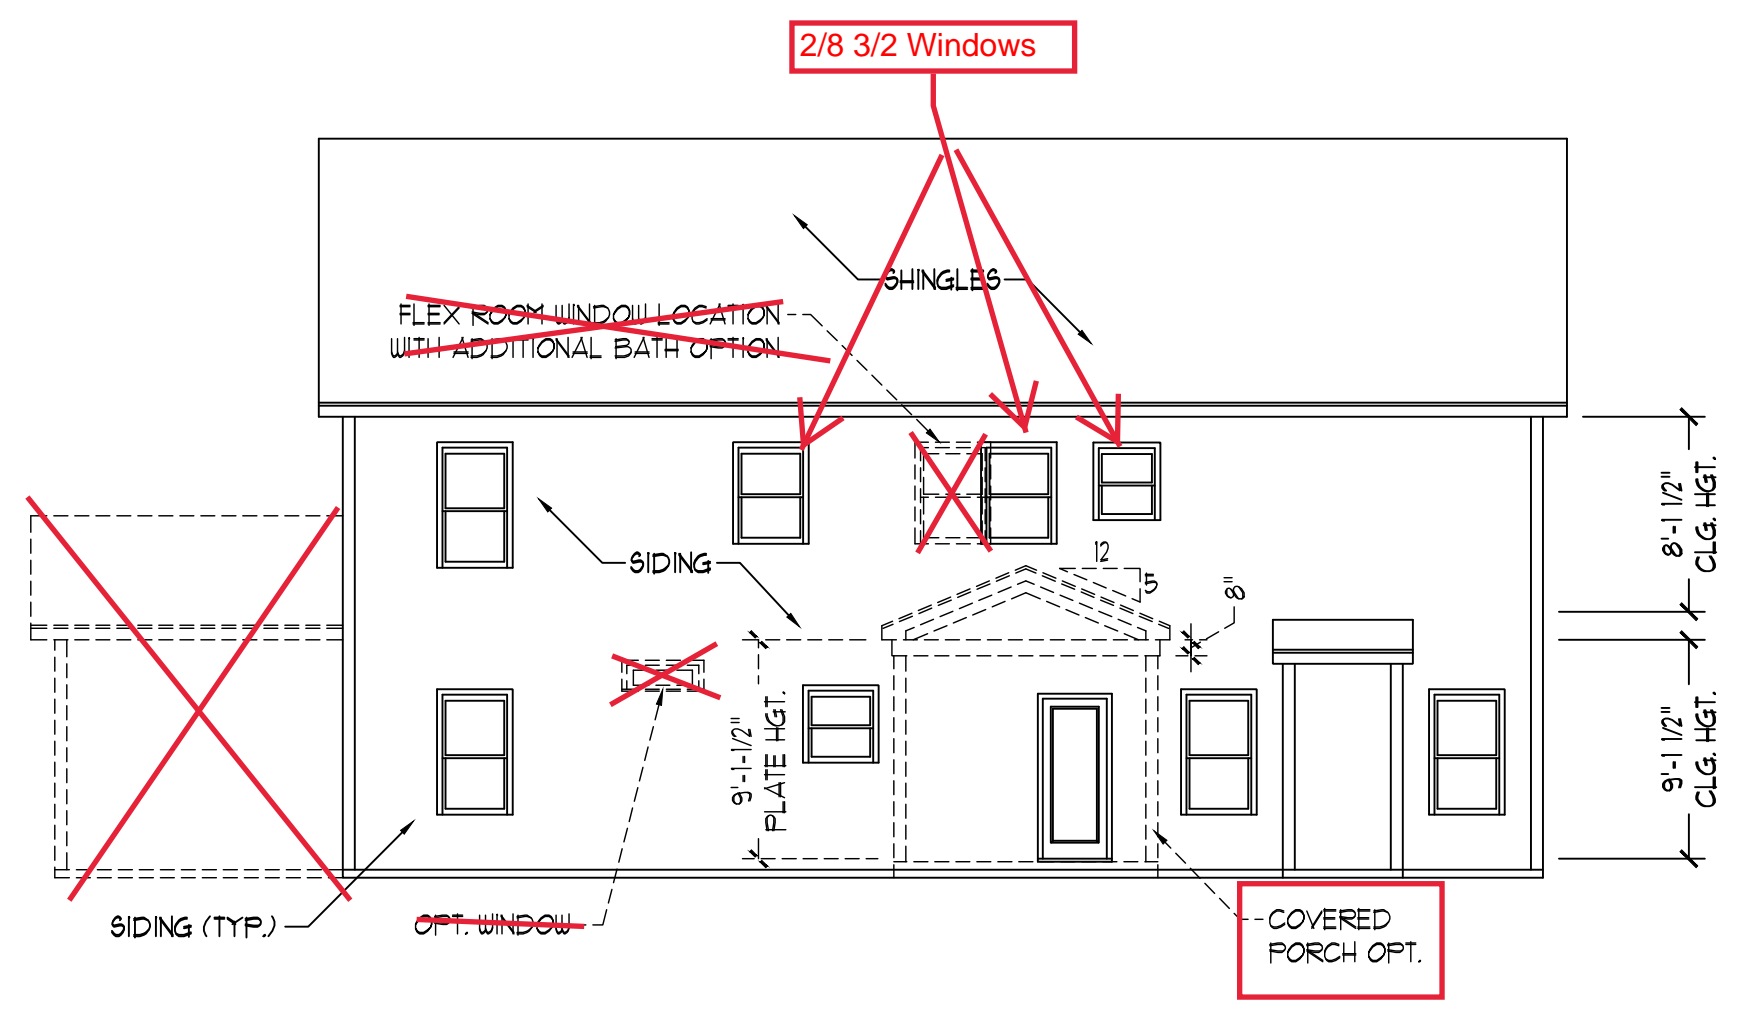 2/8 3/2 Windows
SHINGLES
FLEX ROOM WINDOW LOCATION
WITH ADDITIONAL BATH OPTION
8'-1 1/2"
CLG. HGT.
SIDING
12
5
8"
9'-1-1/2"
PLATE HGT.
9'-1 1/2"
CLG. HGT.
SIDING (TYP.)
OPT. WINDOW
COVERED
PORCH OPT.